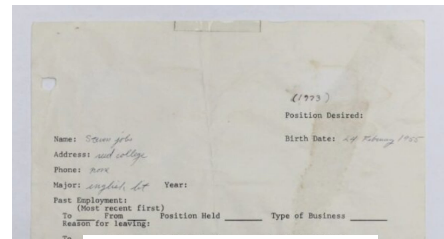 (1973)
Position Desired:
Name: Steven jobs
Birth Date: 24 February 1955
Address: reed college
Phone: none
Major: english lit Year:
Past Employment:
(Most recent first)
To From Position Held Type of Business
Reason for leaving:
To